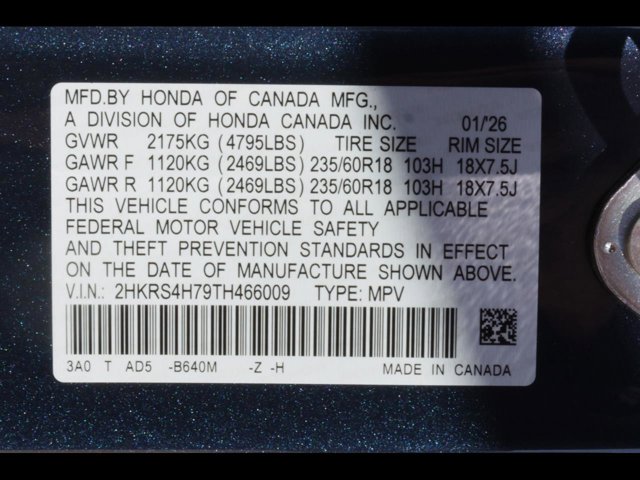 MFD.BY HONDA OF CANADA MFG.,
A DIVISION OF HONDA CANADA INC. 01/'26
GVWR 2175KG (4795LBS) TIRE SIZE RIM SIZE
GAWR F 1120KG (2469LBS) 235/60R18 103H 18X7.5J
GAWR R 1120KG (2469LBS) 235/60R18 103H 18X7.5J
THIS VEHICLE CONFORMS TO ALL APPLICABLE
FEDERAL MOTOR VEHICLE SAFETY
AND THEFT PREVENTION STANDARDS IN EFFECT
ON THE DATE OF MANUFACTURE SHOWN ABOVE.
V.I.N.: 2HKRS4H79TH466009 TYPE: MPV
3A0 T AD5 -B640M -Z -H MADE IN CANADA